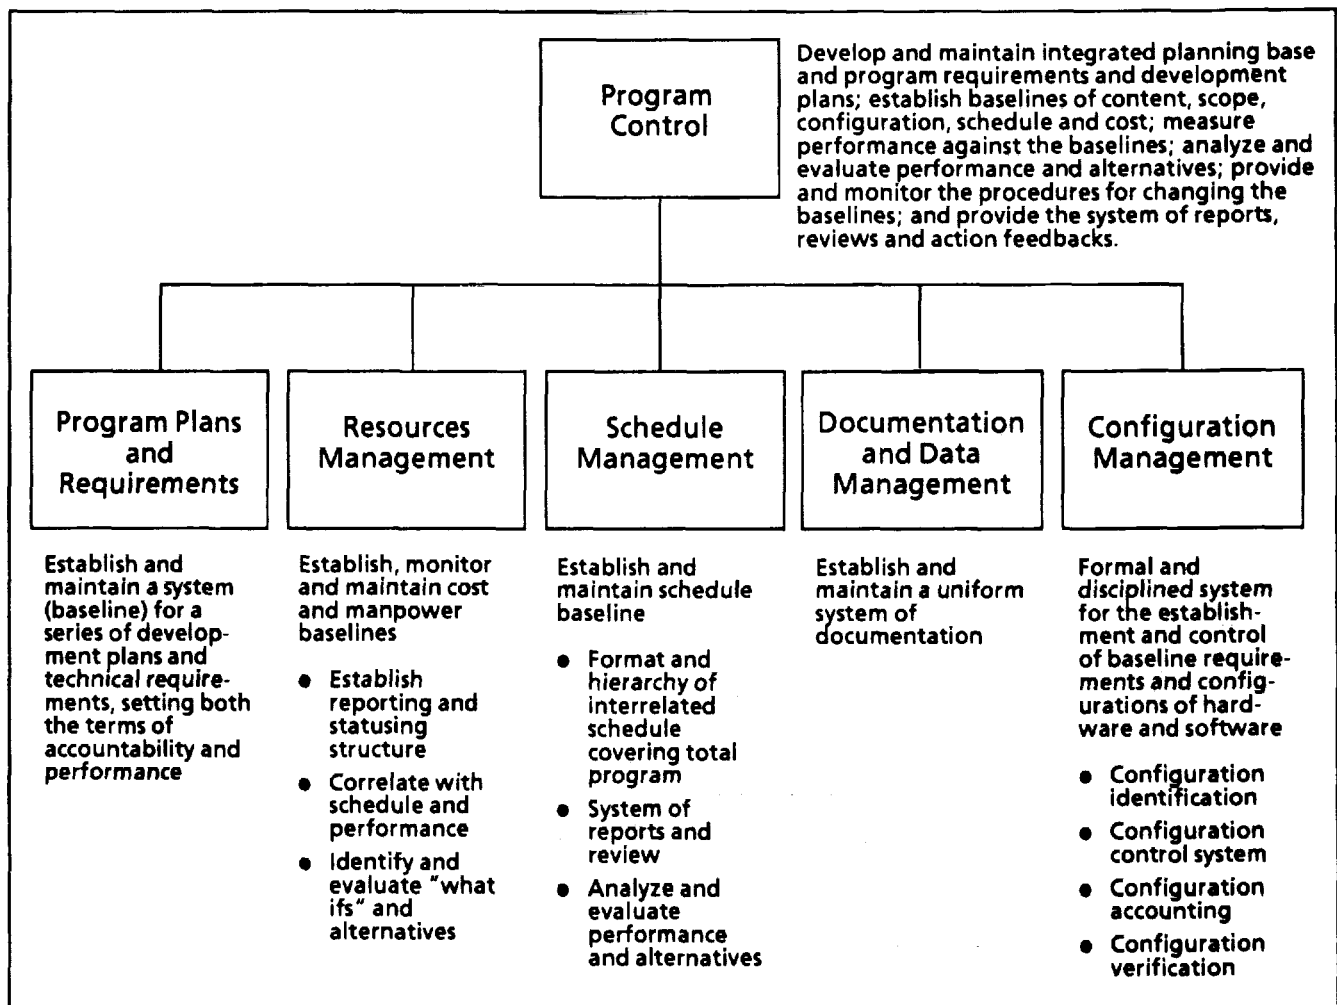 Program
Control
Develop and maintain integrated planning base
and program requirements and development
plans; establish baselines of content, scope,
configuration, schedule and cost; measure
performance against the baselines; analyze and
evaluate performance and alternatives; provide
and monitor the procedures for changing the
baselines; and provide the system of reports,
reviews and action feedbacks.
Program Plans
and
Requirements
Establish and
maintain a system
(baseline) for a
series of develop-
ment plans and
technical require-
ments, setting both
the terms of
accountability and
performance
Resources
Management
Establish, monitor
and maintain cost
and manpower
baselines
● Establish
reporting and
statusing
structure
● Correlate with
schedule and
performance
● Identify and
evaluate "what
ifs" and
alternatives
Schedule
Management
Establish and
maintain schedule
baseline
● Format and
hierarchy of
interrelated
schedule
covering total
program
● System of
reports and
review
● Analyze and
evaluate
performance
and alternatives
Documentation
and Data
Management
Establish and
maintain a uniform
system of
documentation
Configuration
Management
Formal and
disciplined system
for the establish-
ment and control
of baseline require-
ments and config-
urations of hard-
ware and software
● Configuration
identification
● Configuration
control system
● Configuration
accounting
● Configuration
verification